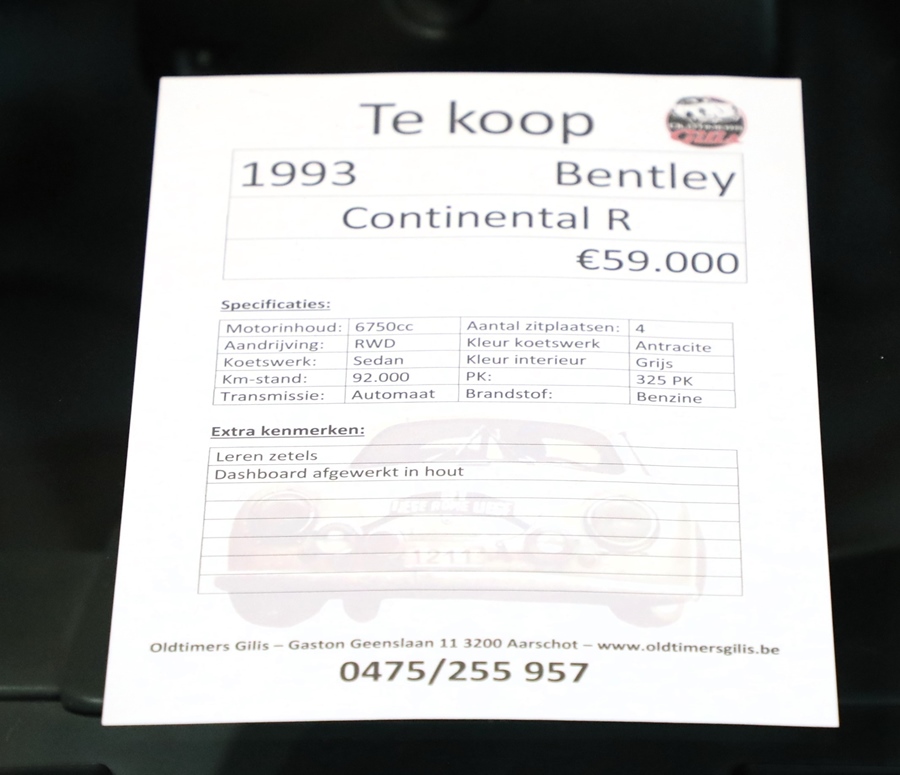 Te koop
1993 Bentley
Continental R
€59.000
Specificaties:
Motorinhoud: 6750cc Aantal zitplaatsen: 4
Aandrijving: RWD Kleur koetswerk Antracite
Koetswerk: Sedan Kleur interieur Grijs
Km-stand: 92.000 PK: 325 PK
Transmissie: Automaat Brandstof: Benzine
Extra kenmerken:
Leren zetels
Dashboard afgewerkt in hout
Oldtimers Gilis – Gaston Geenslaan 11 3200 Aarschot – www.oldtimersgilis.be
0475/255 957